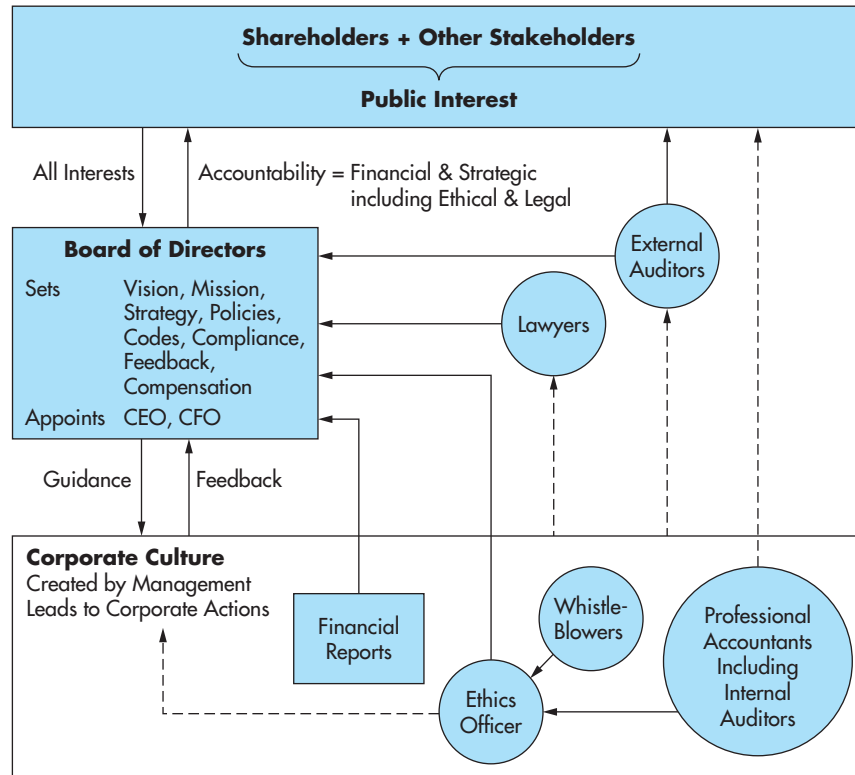 Shareholders + Other Stakeholders
Public Interest
All Interests
Accountability = Financial & Strategic
including Ethical & Legal
External
Auditors
Board of Directors
Sets Vision, Mission,
Strategy, Policies,
Codes, Compliance,
Feedback,
Compensation
Appoints CEO, CFO
Lawyers
Guidance
Feedback
Corporate Culture
Created by Management
Leads to Corporate Actions
Financial
Reports
Whistle-
Blowers
Ethics
Officer
Professional
Accountants
Including
Internal
Auditors